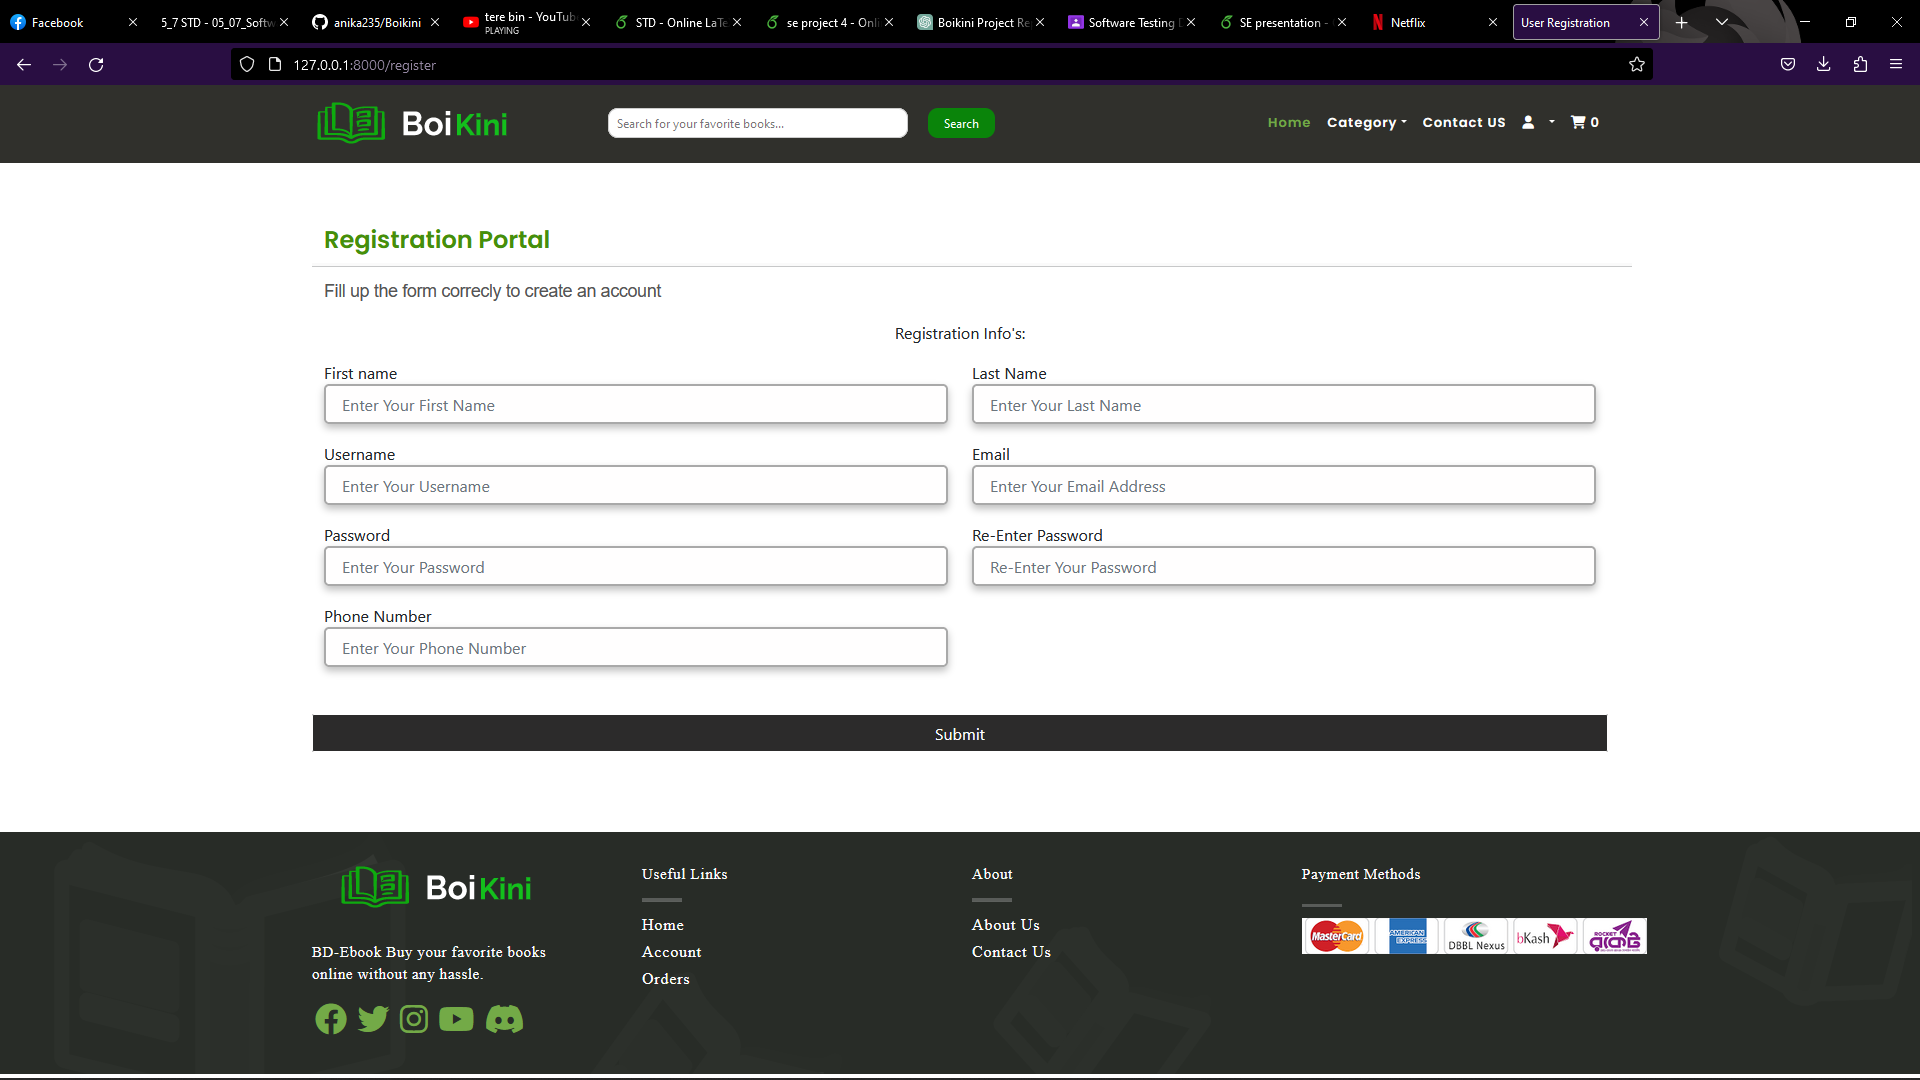 Facebook
5_7 STD - 05_07_Softw
anika235/Boikini
tere bin - YouTub
PLAYING
STD - Online LaTe
se project 4 - Onli
Boikini Project Re
Software Testing D
SE presentation -
Netflix
User Registration
127.0.0.1:8000/register
BoiKini
Search for your favorite books...
Search
Home
Category
Contact US
0
Registration Portal
Fill up the form correcly to create an account
Registration Info's:
First name
Last Name
Enter Your First Name
Enter Your Last Name
Username
Email
Enter Your Username
Enter Your Email Address
Password
Re-Enter Password
Enter Your Password
Re-Enter Your Password
Phone Number
Enter Your Phone Number
Submit
BoiKini
BD-Ebook Buy your favorite books
online without any hassle.
Useful Links
Home
Account
Orders
About
About Us
Contact Us
Payment Methods
MasterCard
AMERICAN EXPRESS
DBBL Nexus
bKash
ROCKET
রকেট